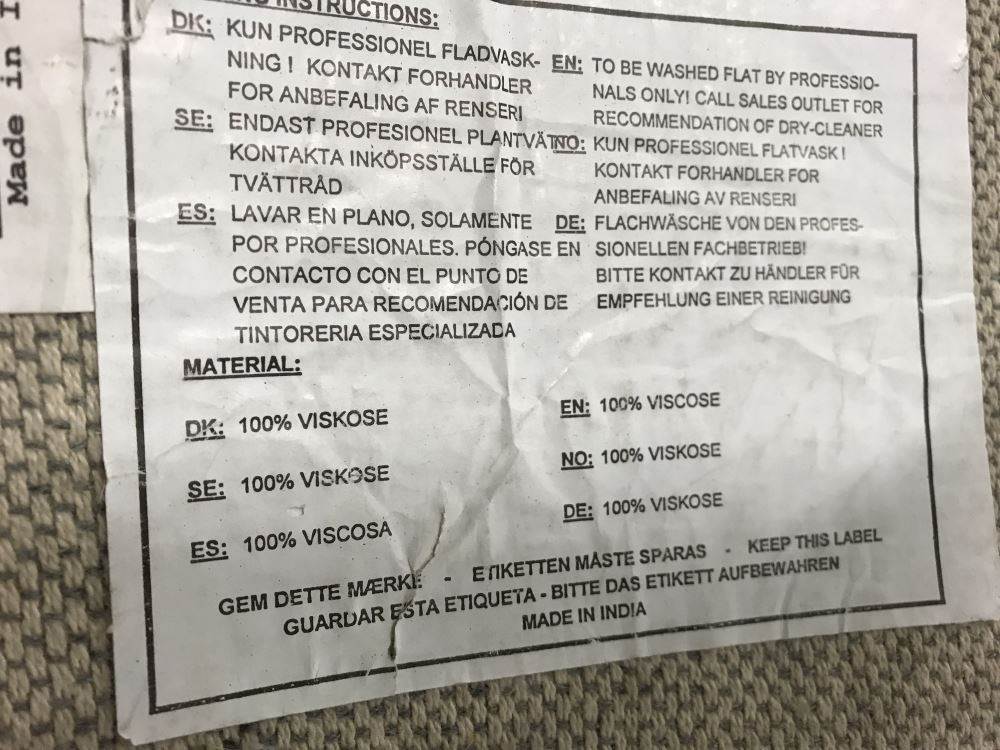 Made in
INSTRUCTIONS:
DK: KUN PROFESSIONEL FLADVASK-
NING! KONTAKT FORHANDLER
FOR ANBEFALING AF RENSERI
SE: ENDAST PROFESIONEL PLANTVÄT
KONTAKTA INKÖPSSTÄLLE FÖR
TVÄTTRÅD
ES: LAVAR EN PLANO, SOLAMENTE
POR PROFESIONALES. PÓNGASE EN
CONTACTO CON EL PUNTO DE
VENTA PARA RECOMENDACIÓN DE
TINTORERIA ESPECIALIZADA
EN: TO BE WASHED FLAT BY PROFESSIO-
NALS ONLY! CALL SALES OUTLET FOR
RECOMMENDATION OF DRY-CLEANER
NO: KUN PROFESSIONEL FLATVASK!
KONTAKT FORHANDLER FOR
ANBEFALING AV RENSERI
DE: FLACHWÄSCHE VON DEN PROFES-
SIONELLEN FACHBETRIEB!
BITTE KONTAKT ZU HÄNDLER FÜR
EMPFEHLUNG EINER REINIGUNG
MATERIAL:
DK: 100% VISKOSE
SE: 100% VISKOSE
ES: 100% VISCOSA
EN: 100% VISCOSE
NO: 100% VISCOSE
DE: 100% VISKOSE
GEM DETTE MÆRKE - ETIKETTEN MÅSTE SPARAS - KEEP THIS LABEL
GUARDAR ESTA ETIQUETA - BITTE DAS ETIKETT AUFBEWAHREN
MADE IN INDIA